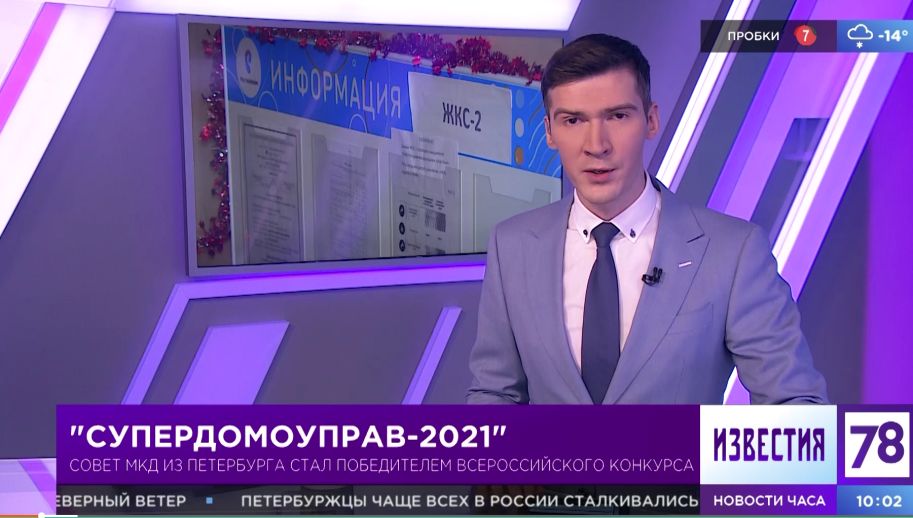 ПРОБКИ 7 -14°
ИНФОРМАЦИЯ
ЖКС-2
"СУПЕРДОМОУПРАВ-2021"
СОВЕТ МКД ИЗ ПЕТЕРБУРГА СТАЛ ПОБЕДИТЕЛЕМ ВСЕРОССИЙСКОГО КОНКУРСА
ИЗВЕСТИЯ
78
ЕВЕРНЫЙ ВЕТЕР ▪ ПЕТЕРБУРЖЦЫ ЧАЩЕ ВСЕХ В РОССИИ СТАЛКИВАЛИСЬ
НОВОСТИ ЧАСА 10:02